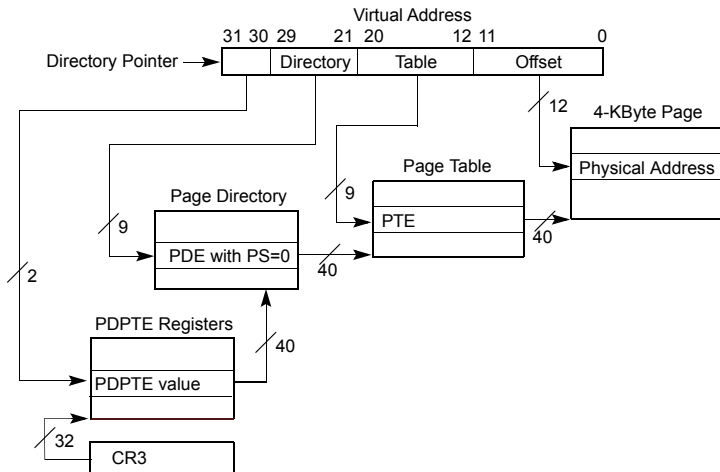 Virtual Address
31 30 29 21 20 12 11 0
Directory Pointer Directory Table Offset
12
4-KByte Page
Physical Address
Page Table
9
PTE
40
Page Directory
9
PDE with PS=0
40
2
PDPTE Registers
40
PDPTE value
32
CR3